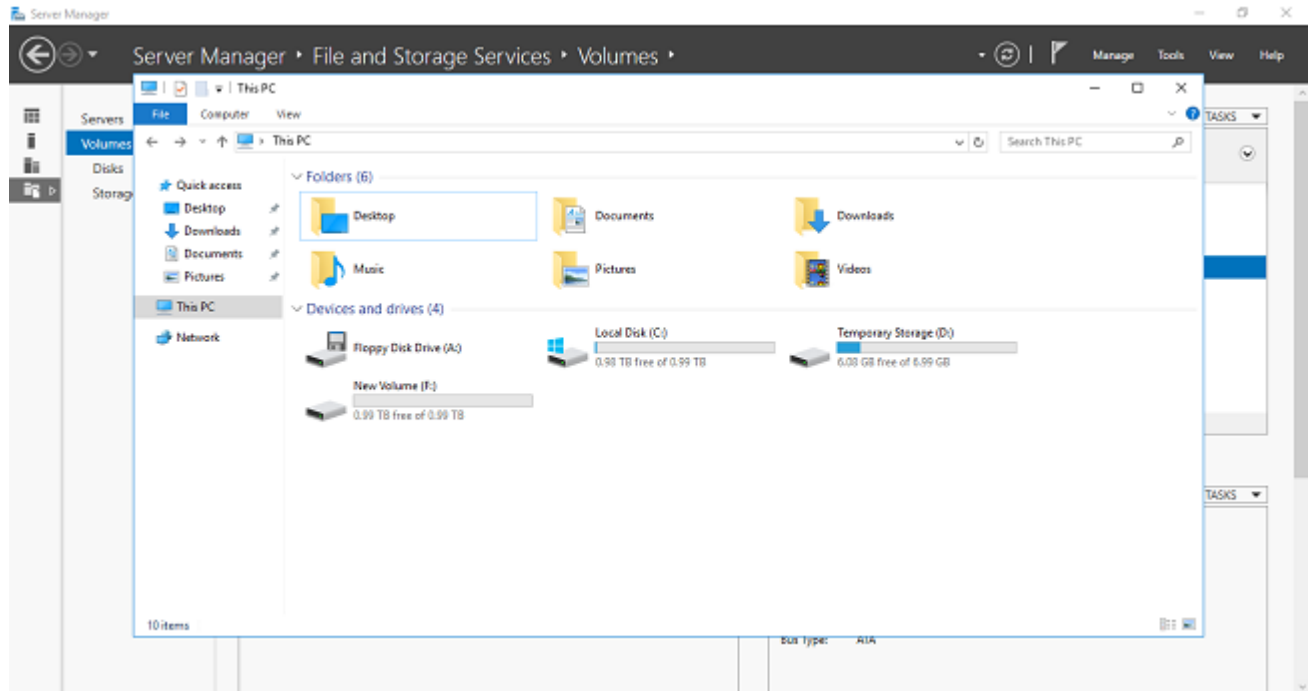 Server Manager
Server Manager ‣ File and Storage Services ‣ Volumes ‣
Manage Tools View Help
This PC
File Computer View
TASKS
This PC
Search This PC
Servers
Volumes
Disks
Storag
Quick access
Desktop
Downloads
Documents
Pictures
This PC
Network
Folders (6)
Desktop
Documents
Downloads
Music
Pictures
Videos
Devices and drives (4)
Floppy Disk Drive (A:)
Local Disk (C:)
0.98 TB free of 0.99 TB
Temporary Storage (D:)
6.03 GB free of 6.99 GB
New Volume (F:)
0.99 TB free of 0.99 TB
TASKS
10 items
Bus Type: ATA